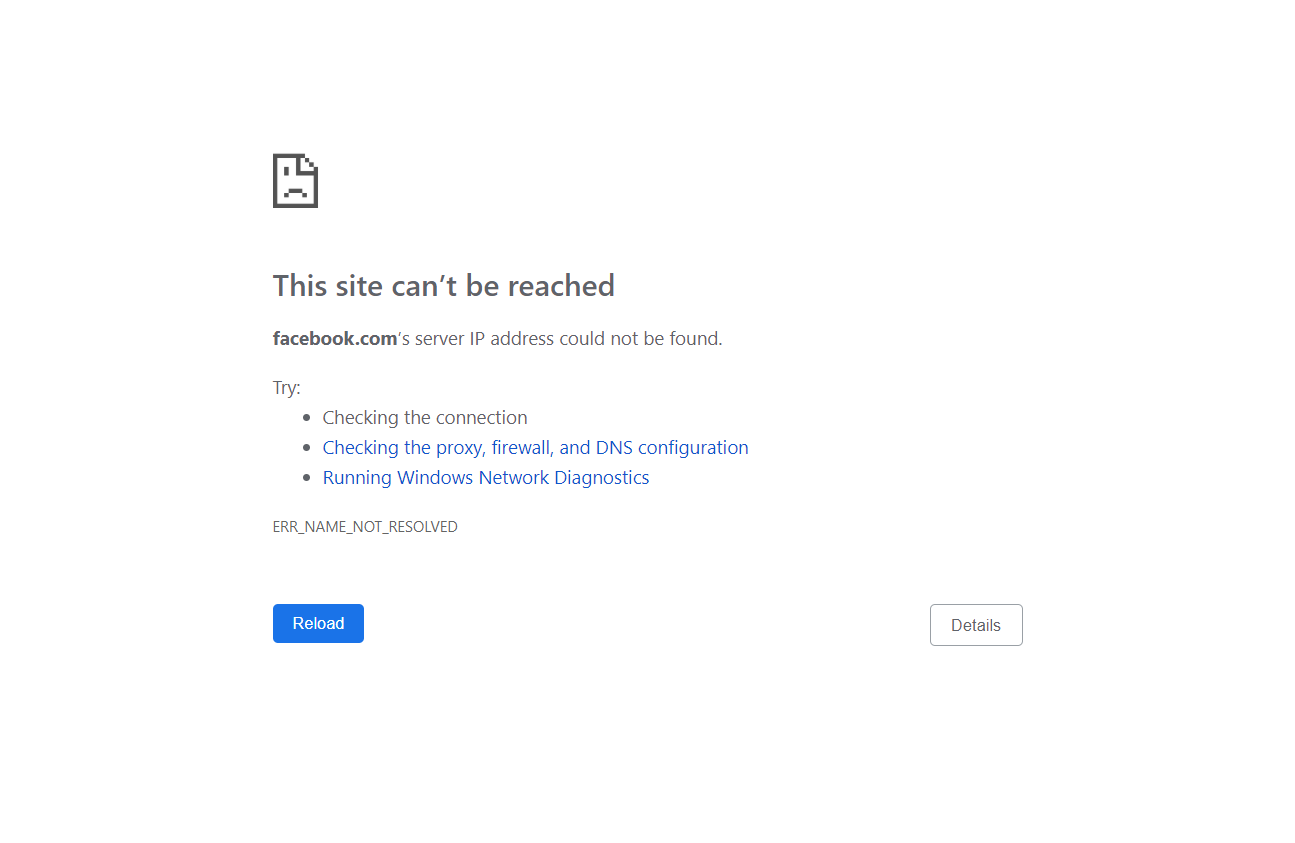 This site can’t be reached
facebook.com’s server IP address could not be found.
Try:
Checking the connection
Checking the proxy, firewall, and DNS configuration
Running Windows Network Diagnostics
ERR_NAME_NOT_RESOLVED
Reload
Details